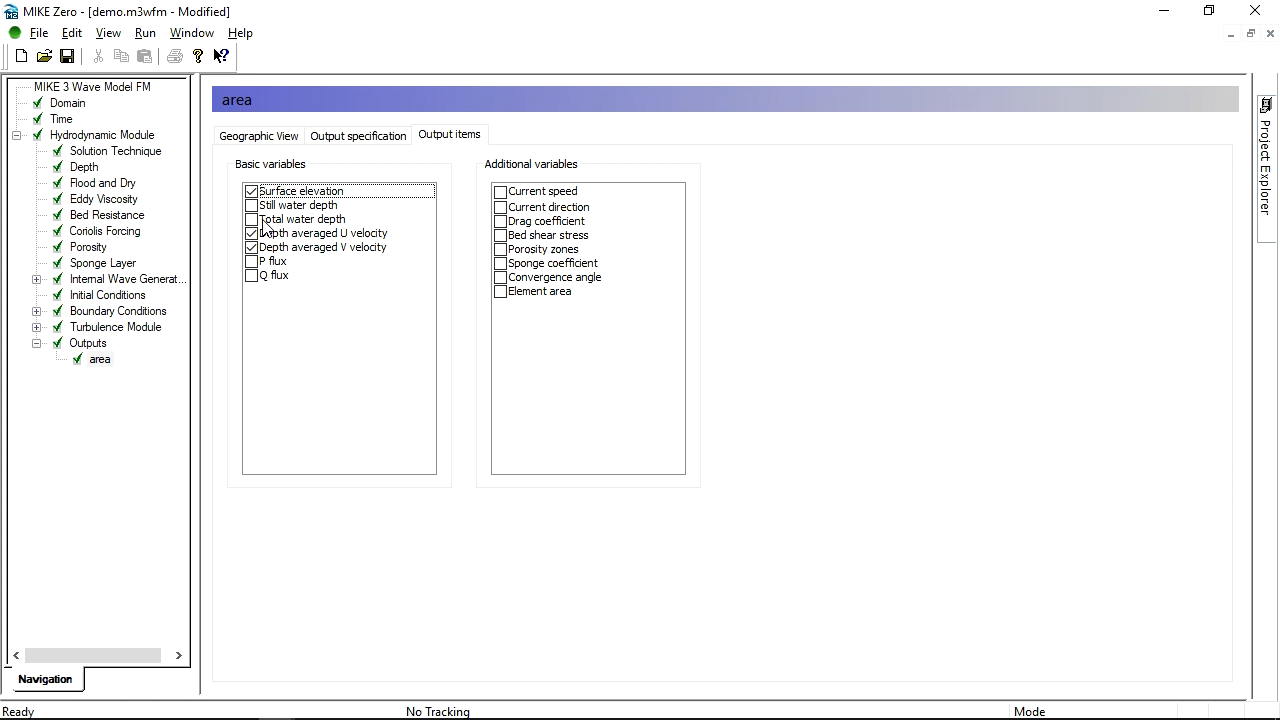 MIKE Zero - [demo.m3wfm - Modified]
File Edit View Run Window Help
MIKE 3 Wave Model FM
Domain
Time
Hydrodynamic Module
Solution Technique
Depth
Flood and Dry
Eddy Viscosity
Bed Resistance
Coriolis Forcing
Porosity
Sponge Layer
Internal Wave Generat...
Initial Conditions
Boundary Conditions
Turbulence Module
Outputs
area
Navigation
area
Geographic View Output specification Output items
Basic variables
Surface elevation
Still water depth
Total water depth
Depth averaged U velocity
Depth averaged V velocity
P flux
Q flux
Additional variables
Current speed
Current direction
Drag coefficient
Bed shear stress
Porosity zones
Sponge coefficient
Convergence angle
Element area
Project Explorer
Ready No Tracking Mode